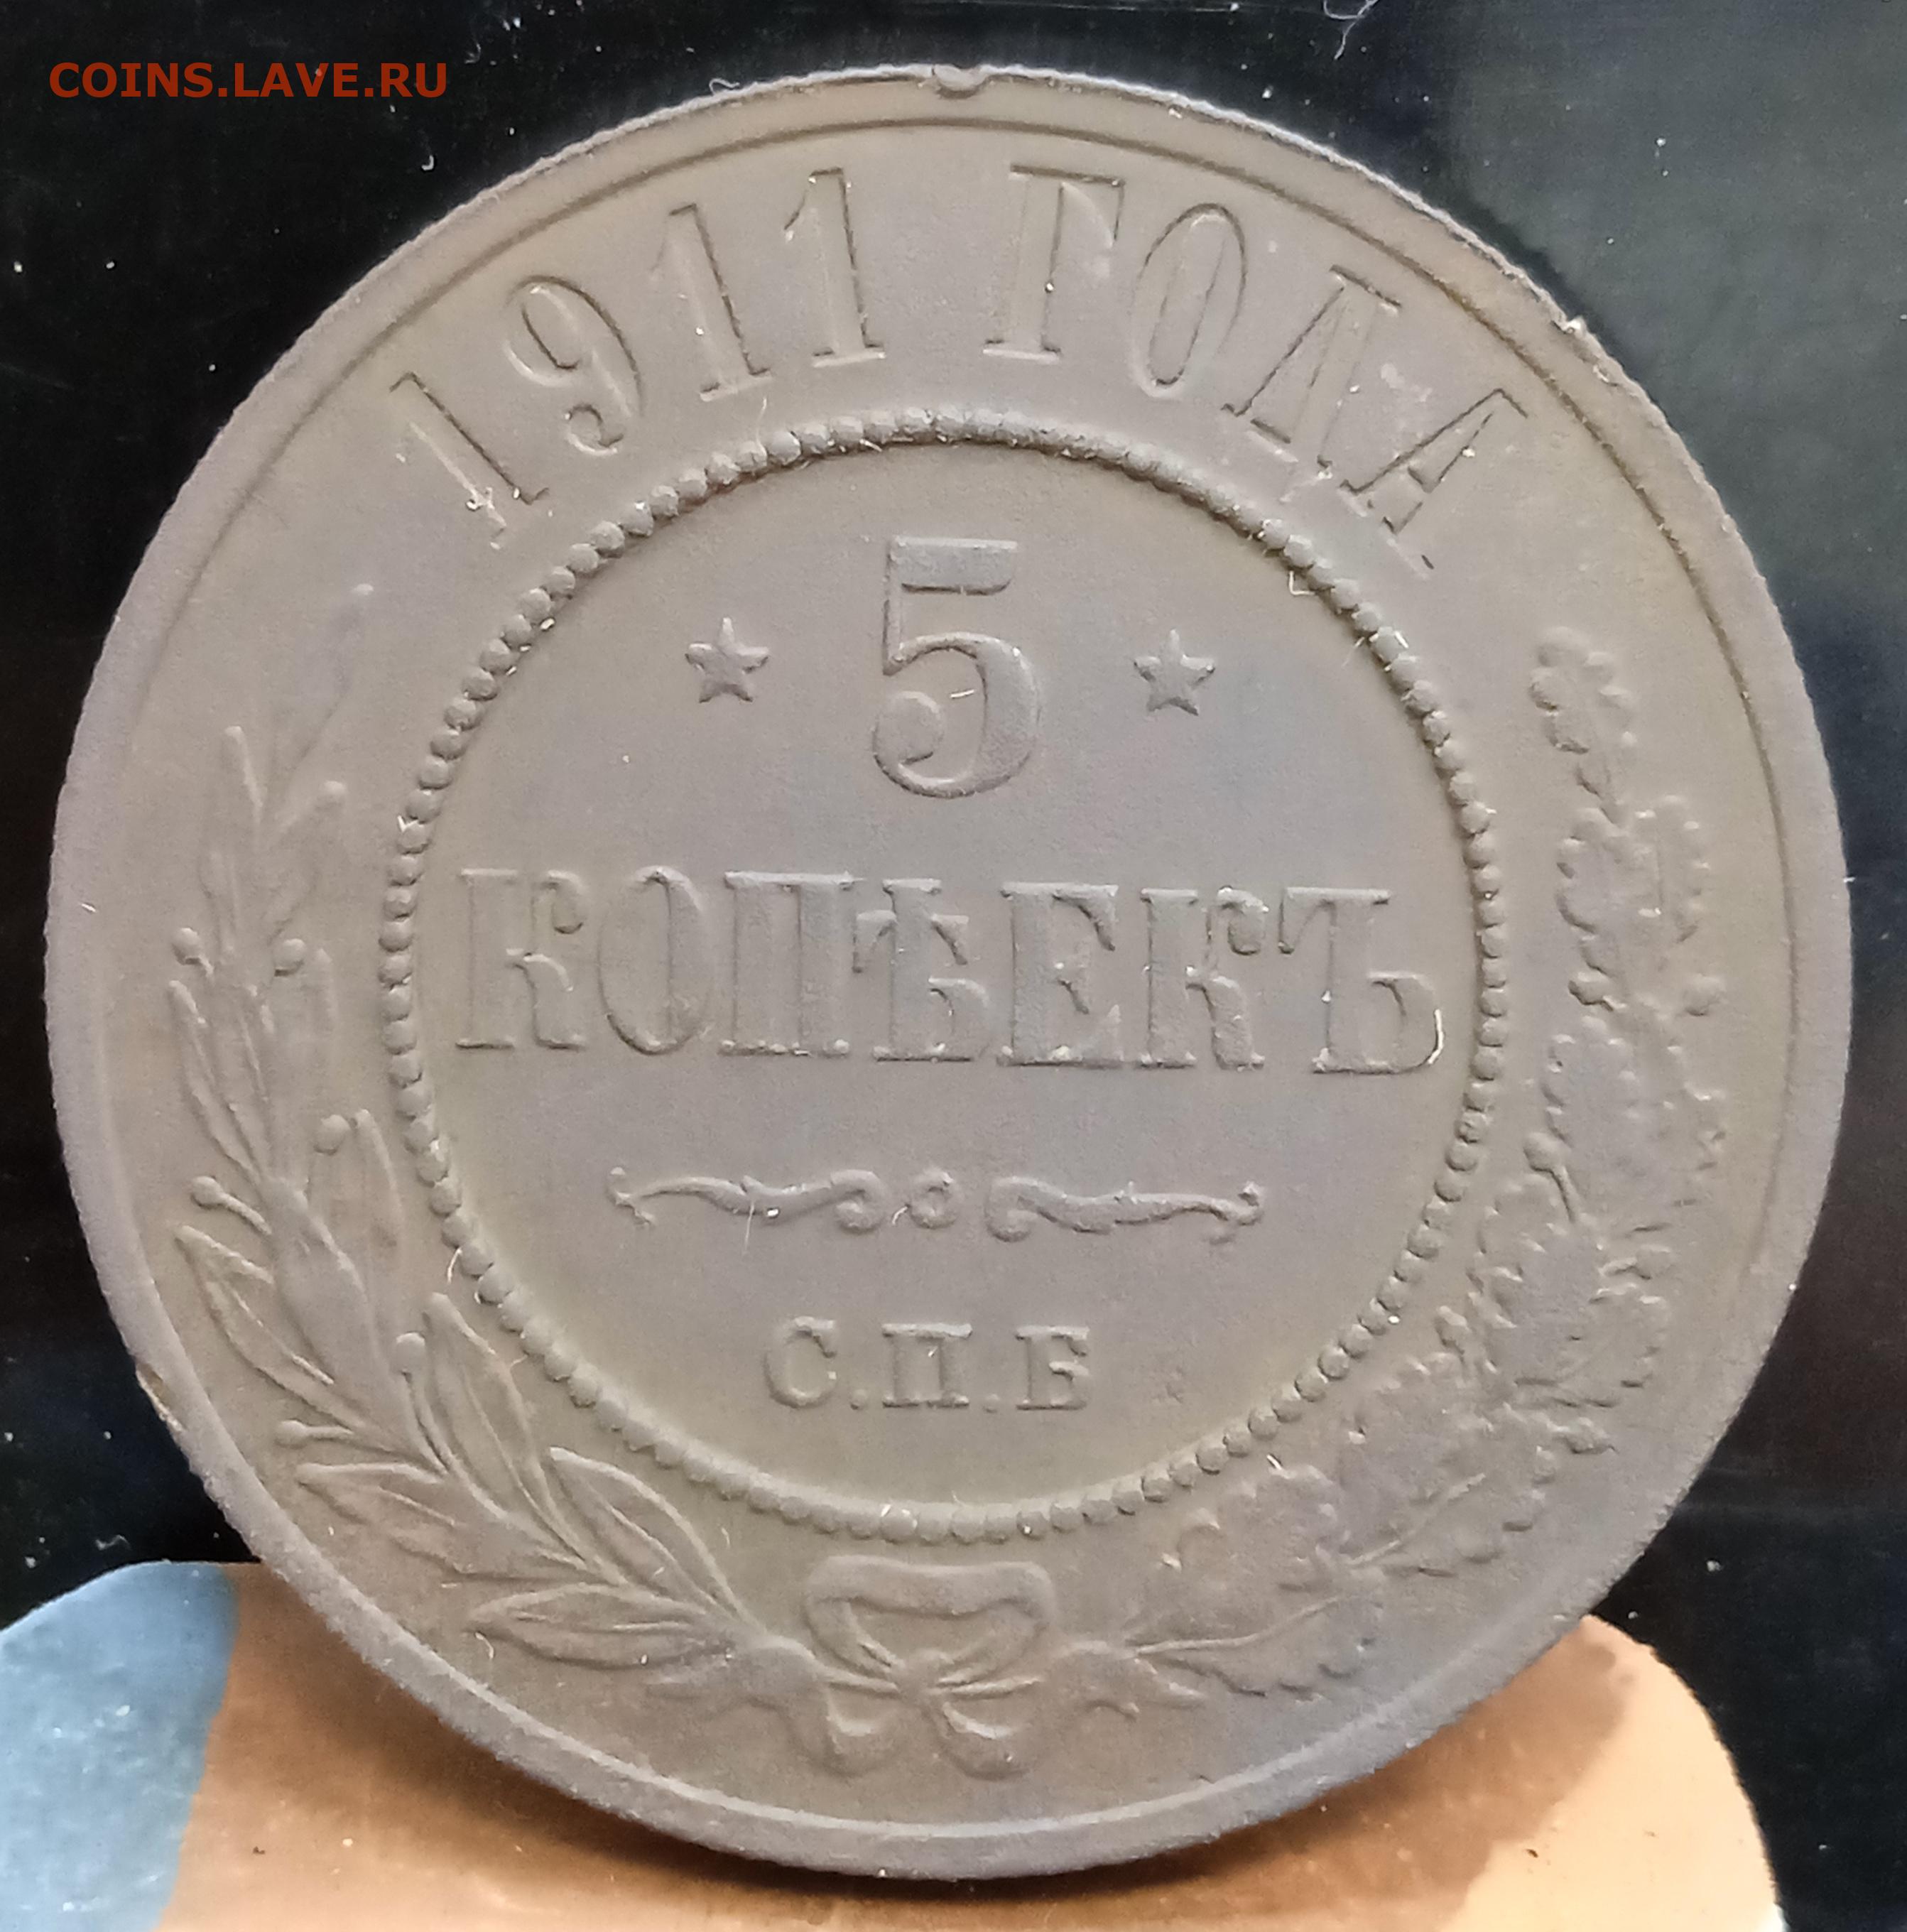 COINS.LAVE.RU
1911 ГОДА
5
КОПѢЕКЪ
С.П.Б